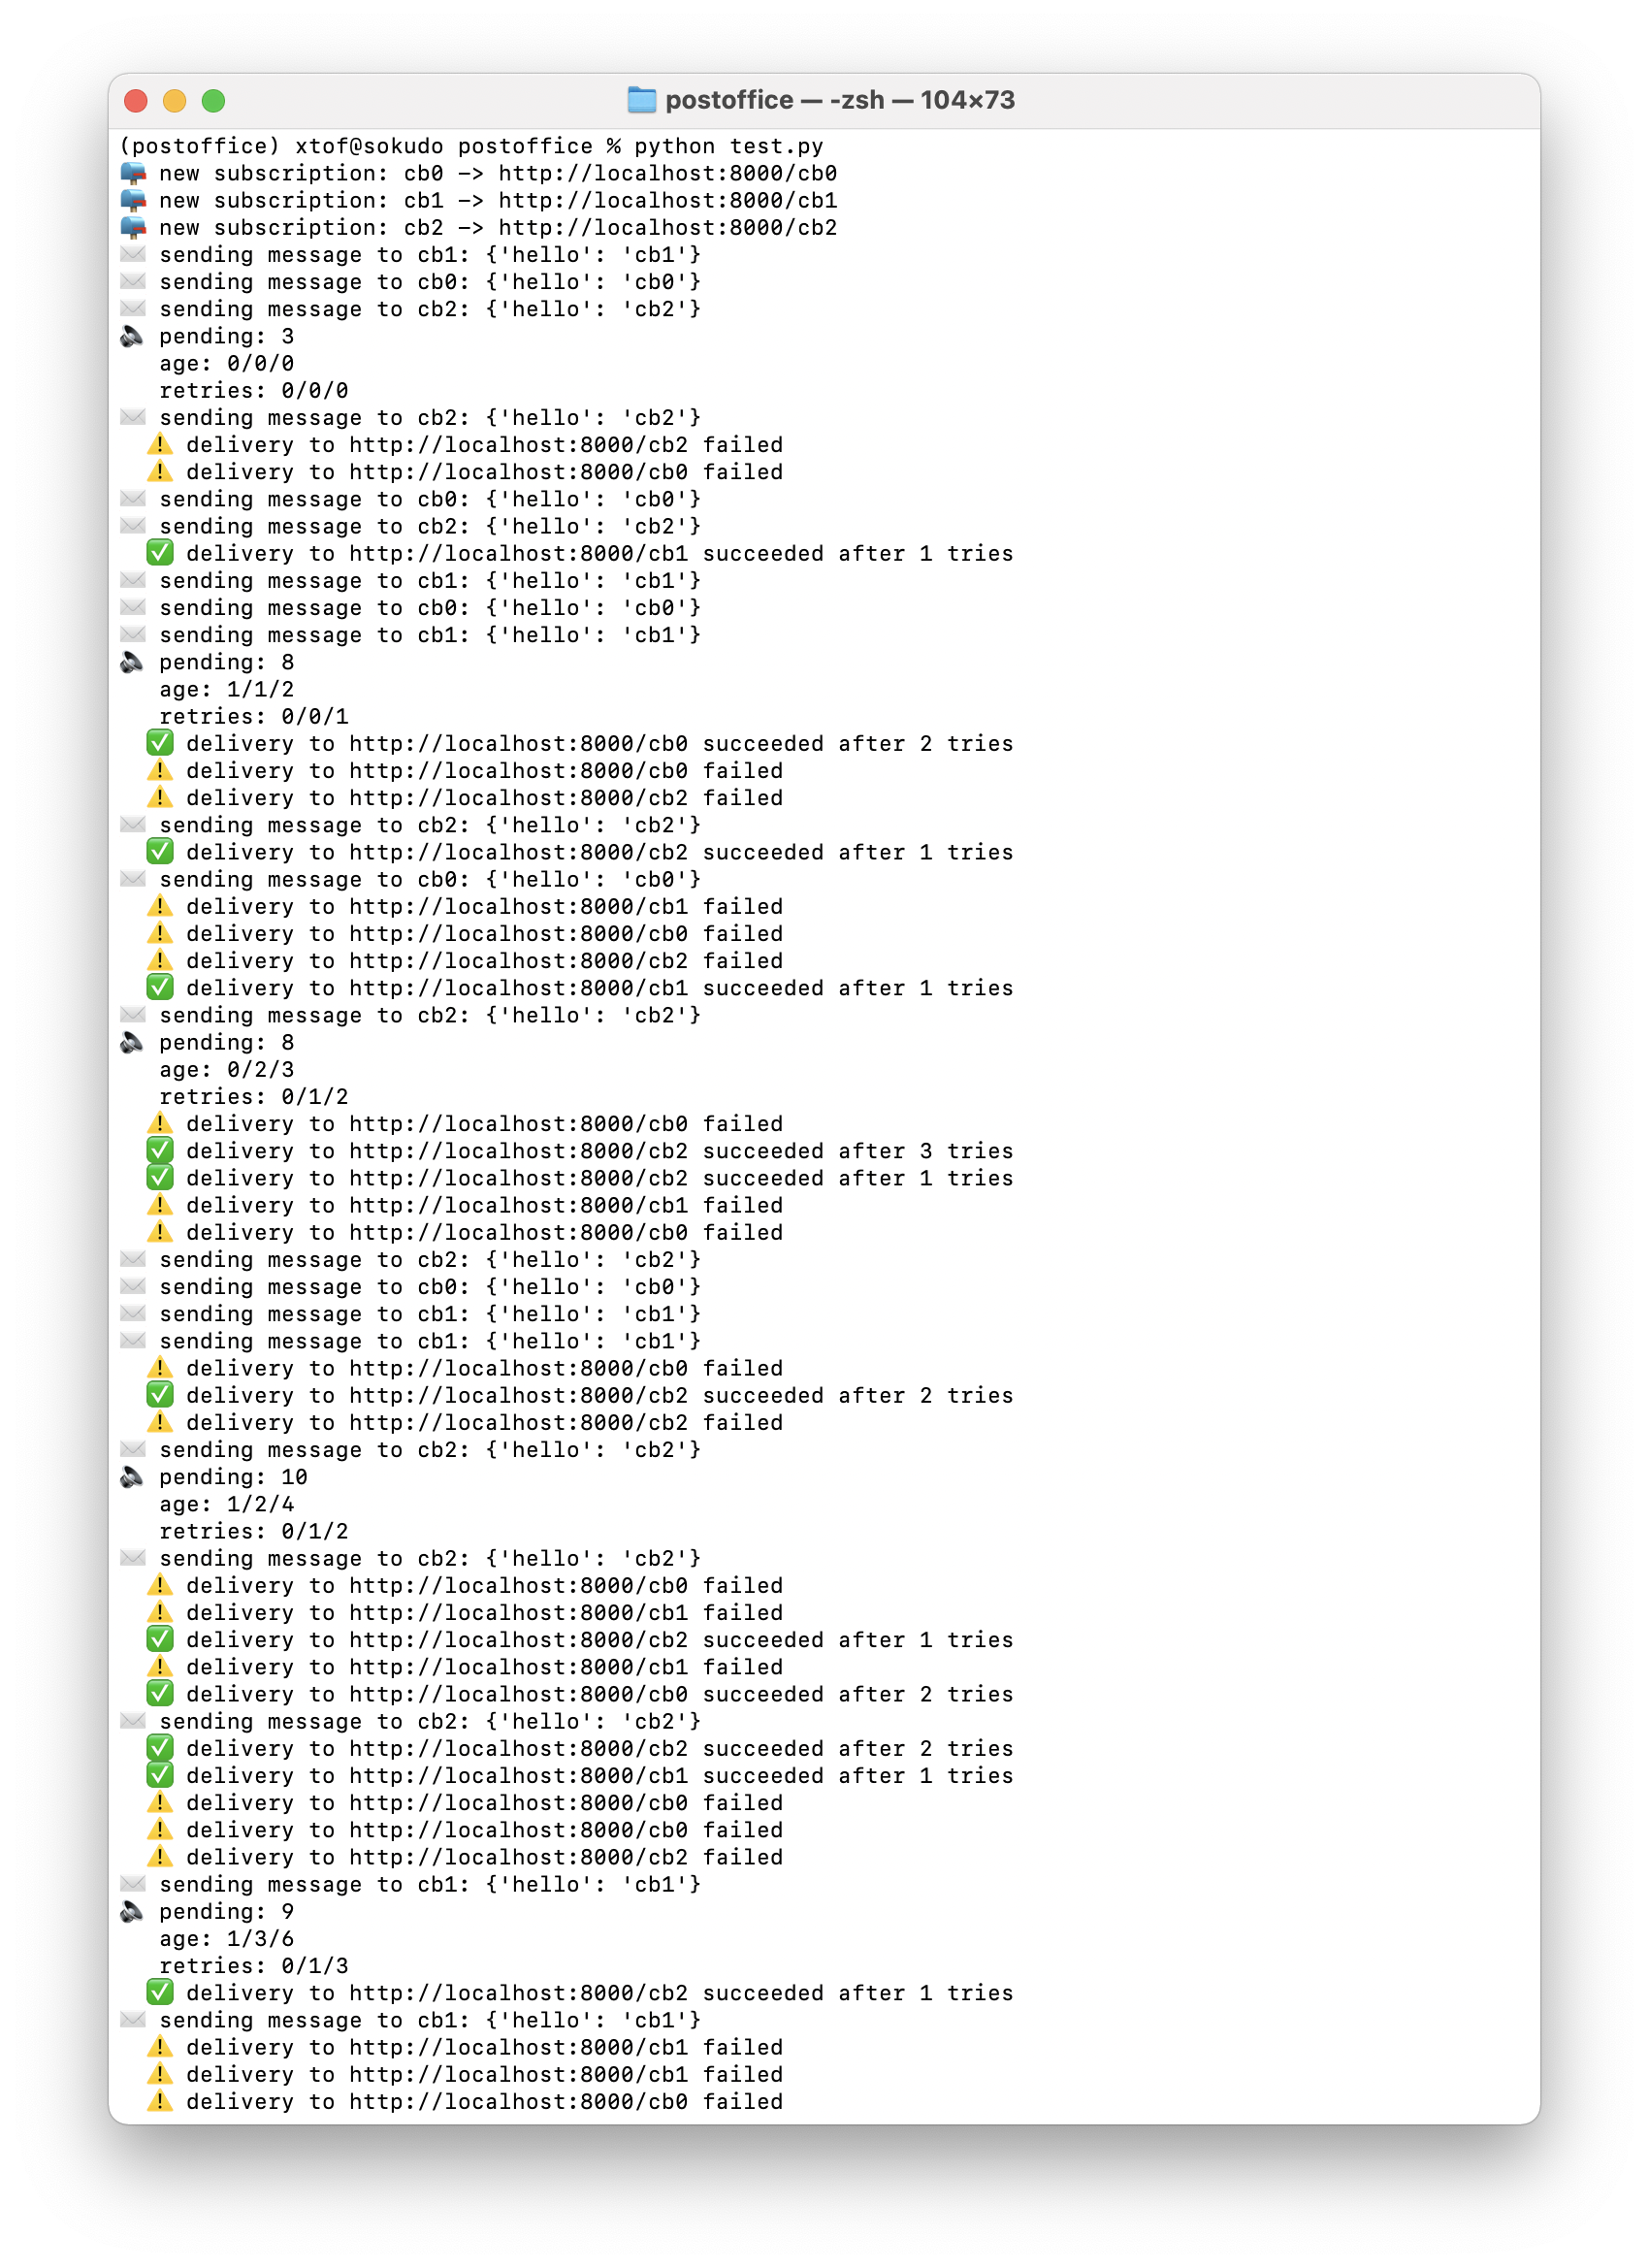 postoffice — -zsh — 104×73
(postoffice) xtof@sokudo postoffice % python test.py
📬 new subscription: cb0 -> http://localhost:8000/cb0
📬 new subscription: cb1 -> http://localhost:8000/cb1
📬 new subscription: cb2 -> http://localhost:8000/cb2
✉️ sending message to cb1: {'hello': 'cb1'}
✉️ sending message to cb0: {'hello': 'cb0'}
✉️ sending message to cb2: {'hello': 'cb2'}
🔊 pending: 3
age: 0/0/0
retries: 0/0/0
✉️ sending message to cb2: {'hello': 'cb2'}
⚠️ delivery to http://localhost:8000/cb2 failed
⚠️ delivery to http://localhost:8000/cb0 failed
✉️ sending message to cb0: {'hello': 'cb0'}
✉️ sending message to cb2: {'hello': 'cb2'}
✅ delivery to http://localhost:8000/cb1 succeeded after 1 tries
✉️ sending message to cb1: {'hello': 'cb1'}
✉️ sending message to cb0: {'hello': 'cb0'}
✉️ sending message to cb1: {'hello': 'cb1'}
🔊 pending: 8
age: 1/1/2
retries: 0/0/1
✅ delivery to http://localhost:8000/cb0 succeeded after 2 tries
⚠️ delivery to http://localhost:8000/cb0 failed
⚠️ delivery to http://localhost:8000/cb2 failed
✉️ sending message to cb2: {'hello': 'cb2'}
✅ delivery to http://localhost:8000/cb2 succeeded after 1 tries
✉️ sending message to cb0: {'hello': 'cb0'}
⚠️ delivery to http://localhost:8000/cb1 failed
⚠️ delivery to http://localhost:8000/cb0 failed
⚠️ delivery to http://localhost:8000/cb2 failed
✅ delivery to http://localhost:8000/cb1 succeeded after 1 tries
✉️ sending message to cb2: {'hello': 'cb2'}
🔊 pending: 8
age: 0/2/3
retries: 0/1/2
⚠️ delivery to http://localhost:8000/cb0 failed
✅ delivery to http://localhost:8000/cb2 succeeded after 3 tries
✅ delivery to http://localhost:8000/cb2 succeeded after 1 tries
⚠️ delivery to http://localhost:8000/cb1 failed
⚠️ delivery to http://localhost:8000/cb0 failed
✉️ sending message to cb2: {'hello': 'cb2'}
✉️ sending message to cb0: {'hello': 'cb0'}
✉️ sending message to cb1: {'hello': 'cb1'}
✉️ sending message to cb1: {'hello': 'cb1'}
⚠️ delivery to http://localhost:8000/cb0 failed
✅ delivery to http://localhost:8000/cb2 succeeded after 2 tries
⚠️ delivery to http://localhost:8000/cb2 failed
✉️ sending message to cb2: {'hello': 'cb2'}
🔊 pending: 10
age: 1/2/4
retries: 0/1/2
✉️ sending message to cb2: {'hello': 'cb2'}
⚠️ delivery to http://localhost:8000/cb0 failed
⚠️ delivery to http://localhost:8000/cb1 failed
✅ delivery to http://localhost:8000/cb2 succeeded after 1 tries
⚠️ delivery to http://localhost:8000/cb1 failed
✅ delivery to http://localhost:8000/cb0 succeeded after 2 tries
✉️ sending message to cb2: {'hello': 'cb2'}
✅ delivery to http://localhost:8000/cb2 succeeded after 2 tries
✅ delivery to http://localhost:8000/cb1 succeeded after 1 tries
⚠️ delivery to http://localhost:8000/cb0 failed
⚠️ delivery to http://localhost:8000/cb0 failed
⚠️ delivery to http://localhost:8000/cb2 failed
✉️ sending message to cb1: {'hello': 'cb1'}
🔊 pending: 9
age: 1/3/6
retries: 0/1/3
✅ delivery to http://localhost:8000/cb2 succeeded after 1 tries
✉️ sending message to cb1: {'hello': 'cb1'}
⚠️ delivery to http://localhost:8000/cb1 failed
⚠️ delivery to http://localhost:8000/cb1 failed
⚠️ delivery to http://localhost:8000/cb0 failed